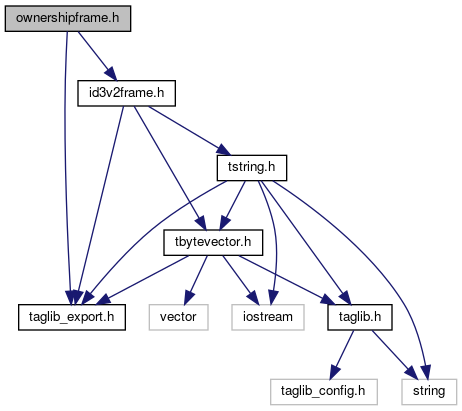 ownershipframe.h
id3v2frame.h
tstring.h
tbytevector.h
taglib_export.h
vector
iostream
taglib.h
taglib_config.h
string